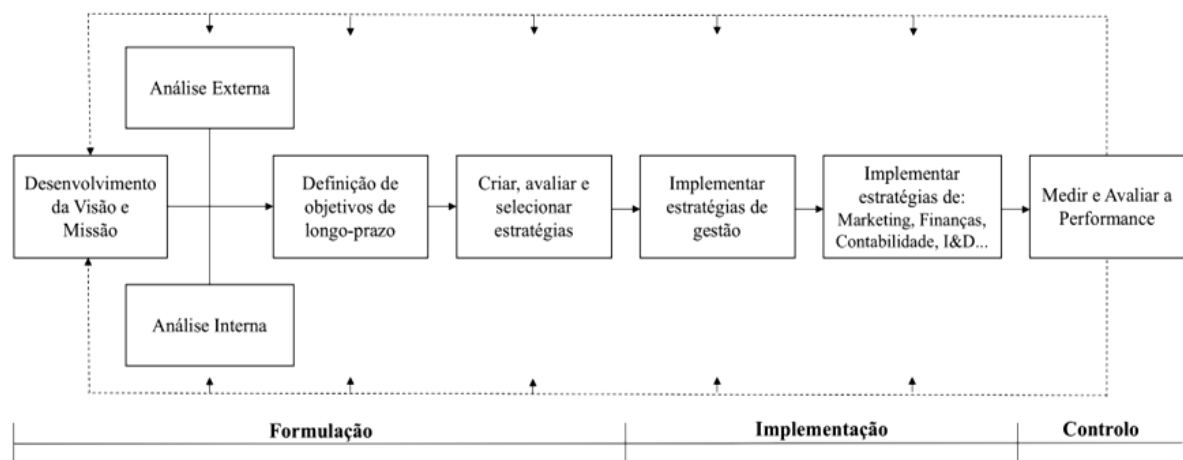 Análise Externa
Desenvolvimento
da Visão e
Missão
Definição de
objetivos de
longo-prazo
Criar, avaliar e
selecionar
estratégias
Implementar
estratégias de
gestão
Implementar
estratégias de:
Marketing, Finanças,
Contabilidade, I&D...
Medir e Avaliar a
Performance
Análise Interna
Formulação
Implementação
Controlo